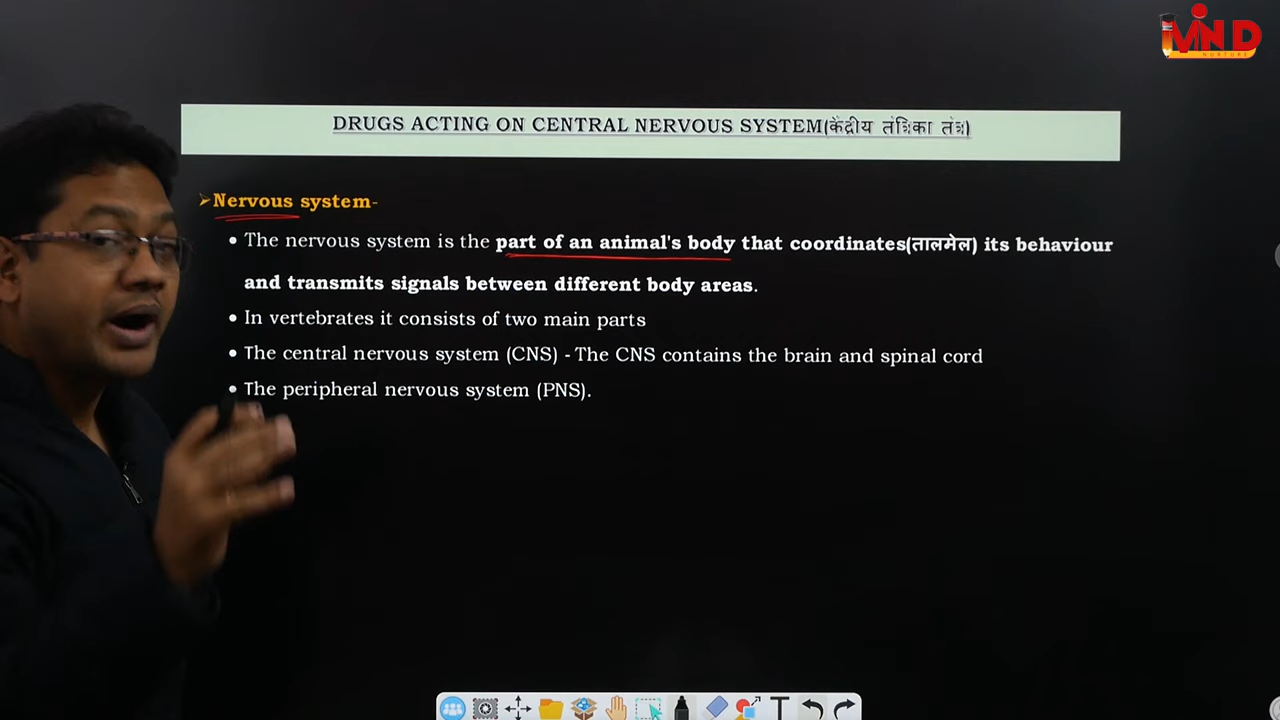 MIND
NURTURE
DRUGS ACTING ON CENTRAL NERVOUS SYSTEM(केंद्रीय तंत्रिका तंत्र)
➢Nervous system-
• The nervous system is the part of an animal's body that coordinates(तालमेल) its behaviour
and transmits signals between different body areas.
• In vertebrates it consists of two main parts
• The central nervous system (CNS) - The CNS contains the brain and spinal cord
• The peripheral nervous system (PNS).
T